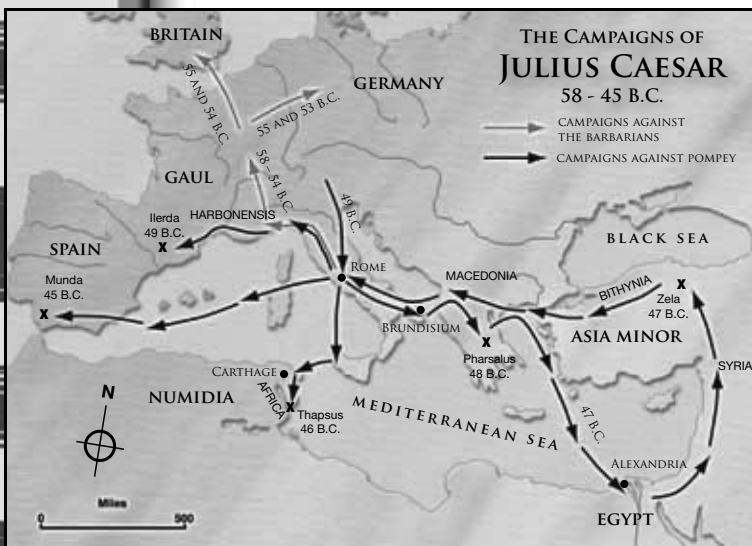 THE CAMPAIGNS OF
JULIUS CAESAR
58 - 45 B.C.
CAMPAIGNS AGAINST
THE BARBARIANS
CAMPAIGNS AGAINST POMPEY
BRITAIN
55 AND 54 B.C.
55 AND 53 B.C.
GERMANY
GAUL
58 - 54 B.C.
49 B.C.
HARBONENSIS
Ilerda
49 B.C.
X
SPAIN
Munda
45 B.C.
X
ROME
MACEDONIA
BRUNDISIUM
BLACK SEA
BITHYNIA
X
Zela
47 B.C.
ASIA MINOR
X
Pharsalus
48 B.C.
SYRIA
CARTHAGE
AFRICA
NUMIDIA
X
Thapsus
46 B.C.
MEDITERRANEAN SEA
47 B.C.
ALEXANDRIA
EGYPT
N
Miles
0 500